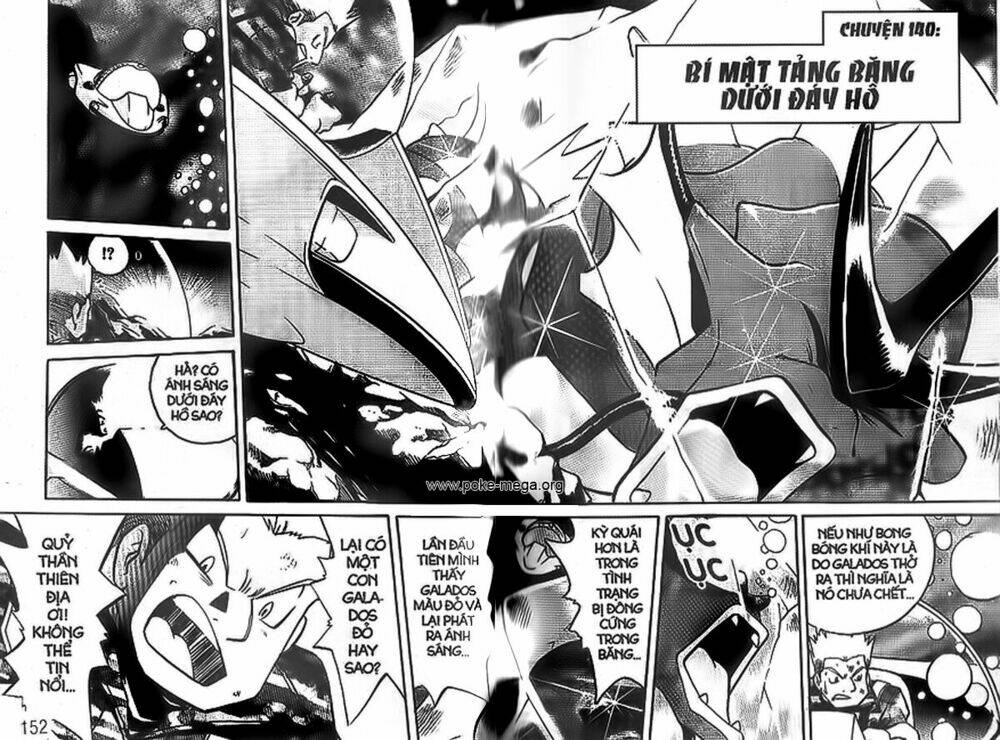 CHUYỆN 140:
BÍ MẬT TẢNG BĂNG
DƯỚI ĐÁY HỒ
!?
HẢ? CÓ
ÁNH SÁNG
DƯỚI ĐÁY
HỒ SAO?
www.poke-mega.org
QUỶ
THẦN
THIÊN
ĐỊA
ƠI!
KHÔNG
THỂ
TIN
NỔI...
LẠI CÓ
MỘT
CON
GALA-
DOS
ĐỎ
HAY
SAO?
LẦN ĐẦU
TIÊN MÌNH
THẤY
GALADOS
MÀU ĐỎ VÀ
LẠI PHÁT
RA ÁNH
SÁNG...
KỲ QUÁI
HƠN LÀ
TRONG
TÌNH
TRẠNG
BỊ ĐÔNG
CỨNG
TRONG
BĂNG...
ỤC
ỤC
NẾU NHƯ BONG
BÓNG KHÍ NÀY LÀ
DO GALADOS THỞ
RA THÌ NGHĨA LÀ
NÓ CHƯA CHẾT...
152